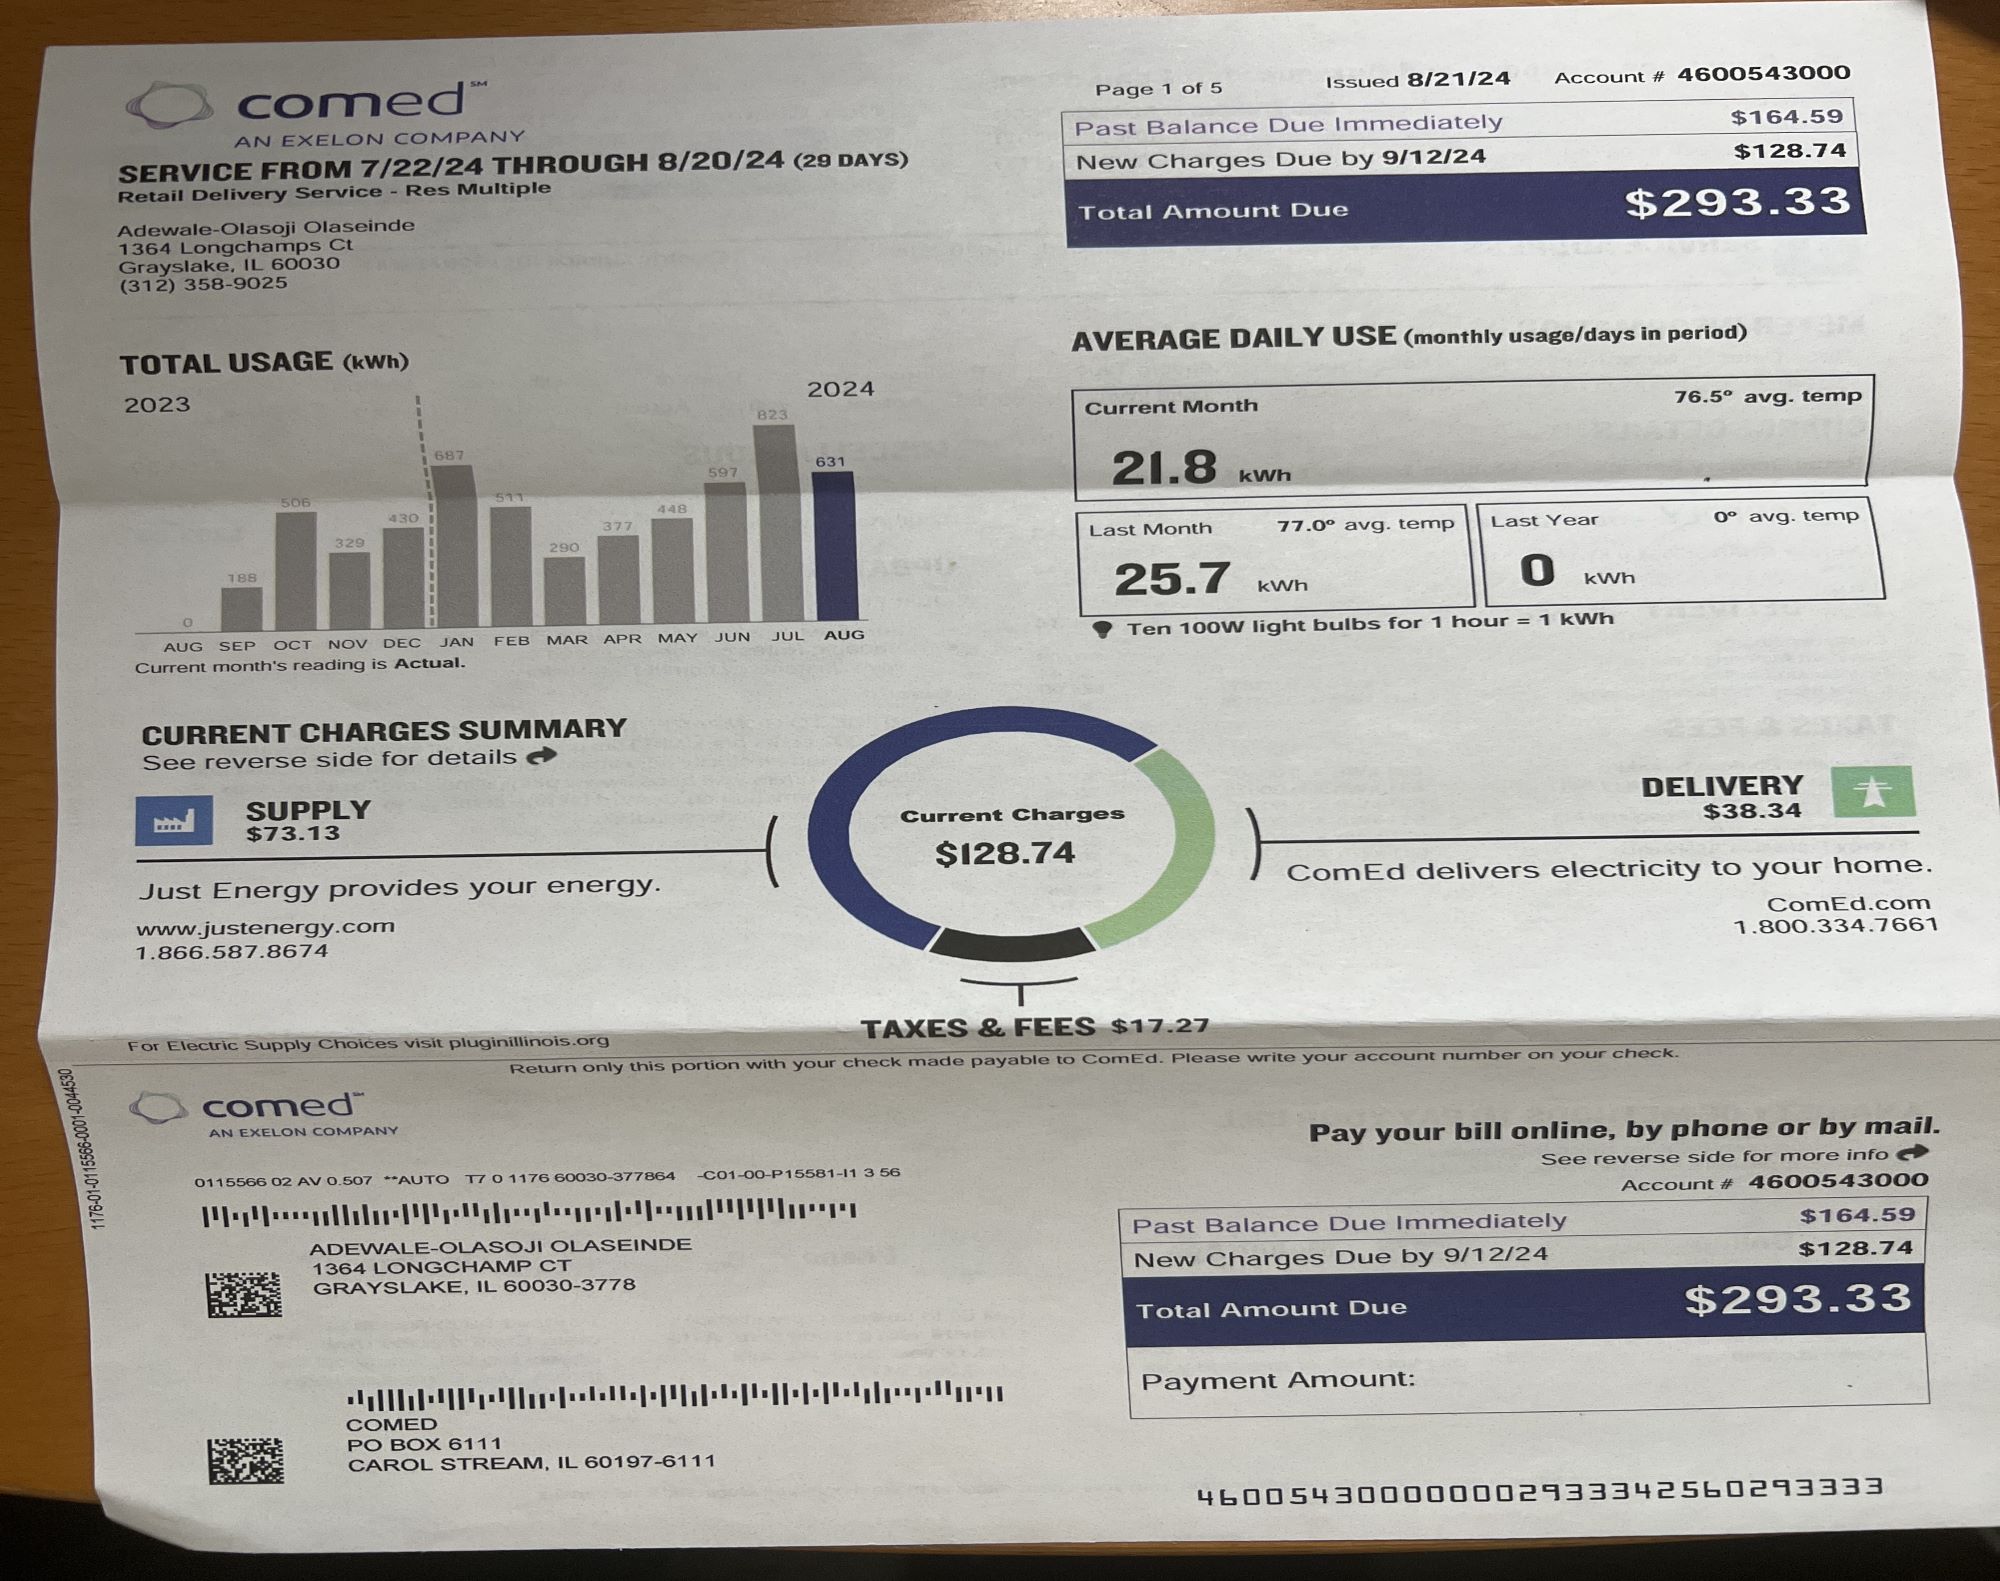 comed℠
AN EXELON COMPANY
Page 1 of 5 Issued 8/21/24 Account # 4600543000
Past Balance Due Immediately $164.59
New Charges Due by 9/12/24 $128.74
Total Amount Due $293.33
SERVICE FROM 7/22/24 THROUGH 8/20/24 (29 DAYS)
Retail Delivery Service - Res Multiple
Adewale-Olasoji Olaseinde
1364 Longchamps Ct
Grayslake, IL 60030
(312) 358-9025
TOTAL USAGE (kWh)
2023 2024
0 188 506 329 430 687 511 290 377 448 597 823 631
AUG SEP OCT NOV DEC JAN FEB MAR APR MAY JUN JUL AUG
Current month's reading is Actual.
AVERAGE DAILY USE (monthly usage/days in period)
Current Month 76.5° avg. temp
21.8 kWh
Last Month 77.0° avg. temp
25.7 kWh
Last Year 0° avg. temp
0 kWh
Ten 100W light bulbs for 1 hour = 1 kWh
CURRENT CHARGES SUMMARY
See reverse side for details
SUPPLY
$73.13
Just Energy provides your energy.
www.justenergy.com
1.866.587.8674
Current Charges
$128.74
DELIVERY
$38.34
ComEd delivers electricity to your home.
ComEd.com
1.800.334.7661
TAXES & FEES $17.27
For Electric Supply Choices visit pluginillinois.org
Return only this portion with your check made payable to ComEd. Please write your account number on your check.
1176-01-0115566-0001-0044530
comed℠
AN EXELON COMPANY
Pay your bill online, by phone or by mail.
See reverse side for more info
Account # 4600543000
0115566 02 AV 0.507 **AUTO T7 0 1176 60030-377864 -C01-00-P15581-I1 3 56
ADEWALE-OLASOJI OLASEINDE
1364 LONGCHAMP CT
GRAYSLAKE, IL 60030-3778
Past Balance Due Immediately $164.59
New Charges Due by 9/12/24 $128.74
Total Amount Due $293.33
Payment Amount:
COMED
PO BOX 6111
CAROL STREAM, IL 60197-6111
460054300000000293334256029​3333